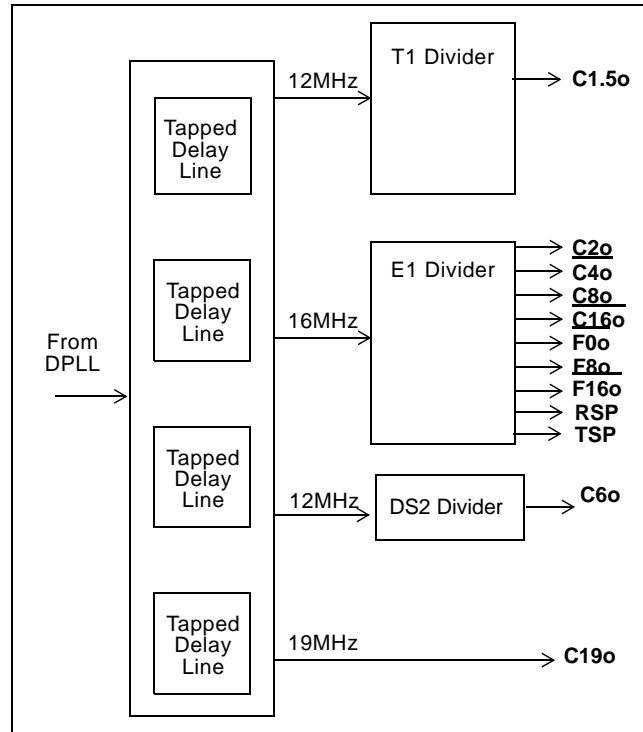 T1 Divider
12MHz
C1.5o
Tapped
Delay
Line
E1 Divider
C2o
C4o
C8o
C16o
F0o
F8o
F16o
RSP
TSP
Tapped
Delay
Line
16MHz
From
DPLL
Tapped
Delay
Line
12MHz
DS2 Divider
C6o
Tapped
Delay
Line
19MHz
C19o